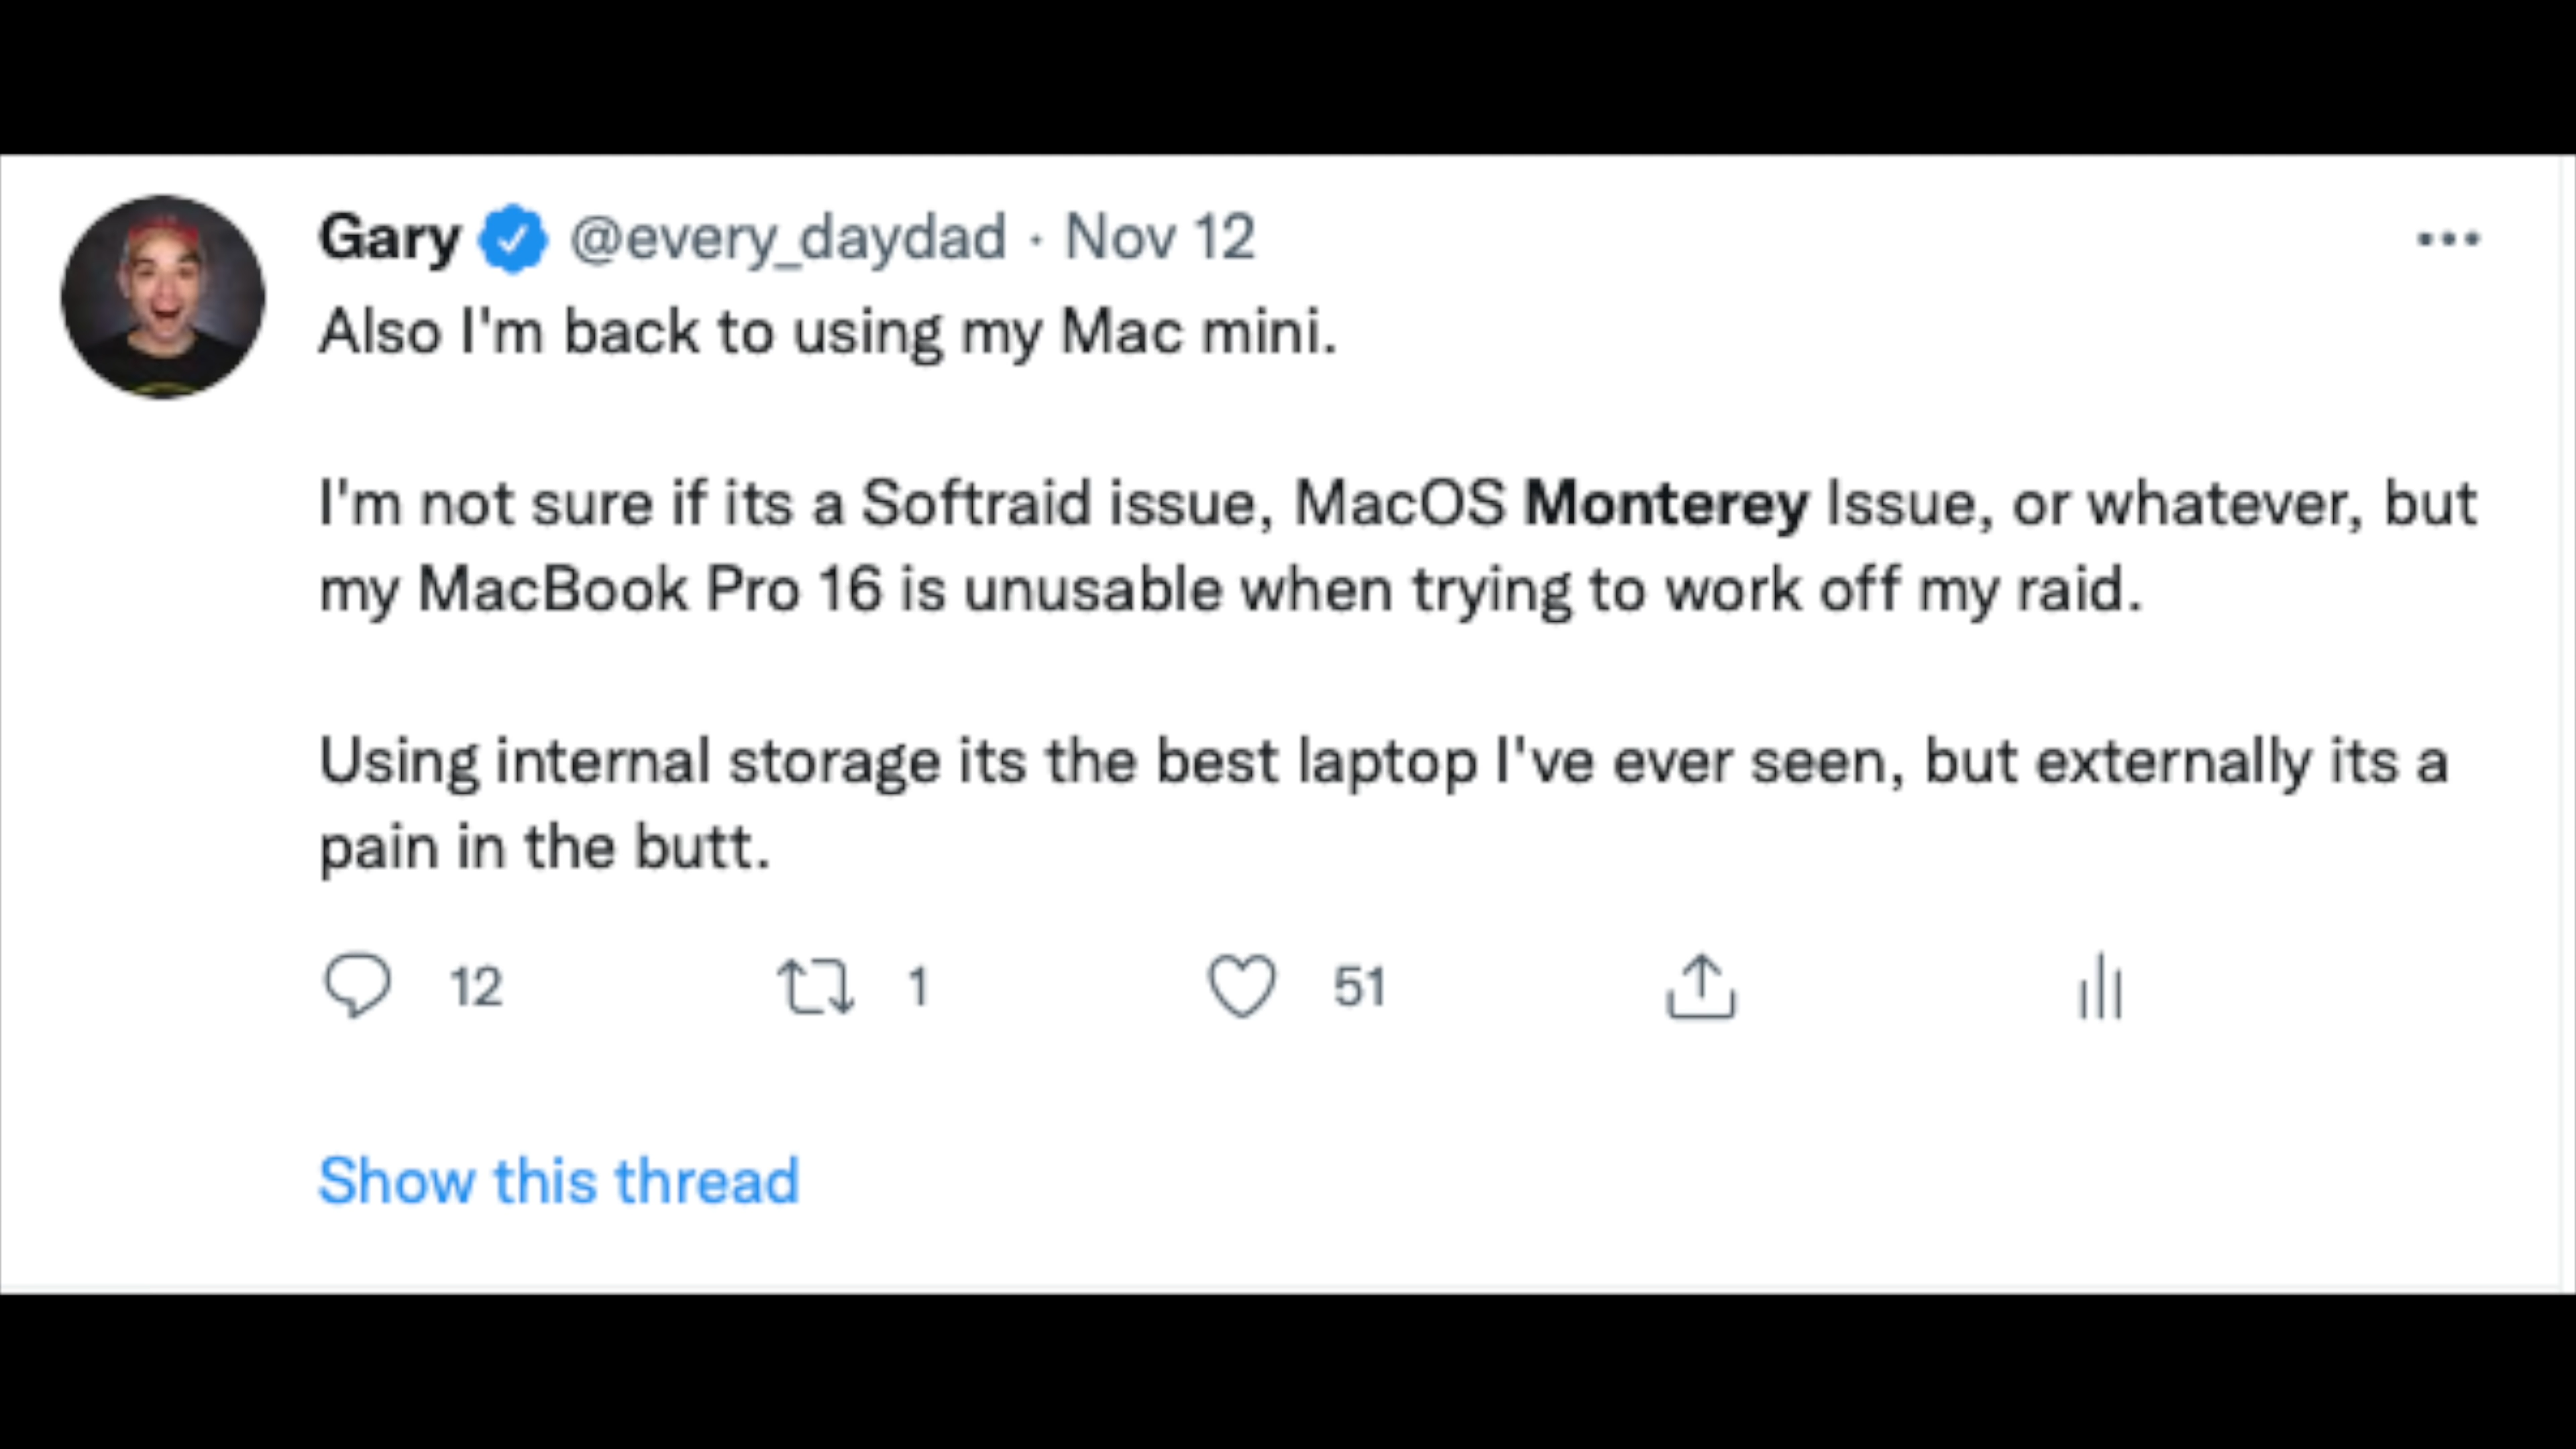 Gary @every_daydad · Nov 12
Also I'm back to using my Mac mini.
I'm not sure if its a Softraid issue, MacOS Monterey Issue, or whatever, but
my MacBook Pro 16 is unusable when trying to work off my raid.
Using internal storage its the best laptop I've ever seen, but externally its a
pain in the butt.
12 1 51
Show this thread